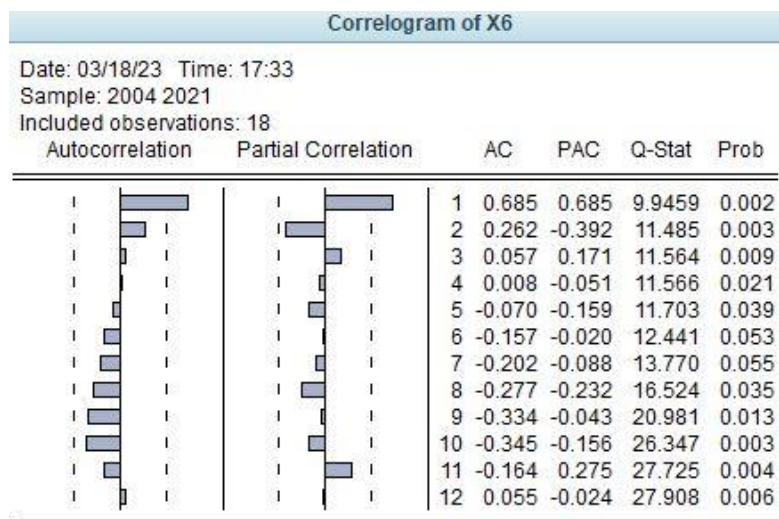 Correlogram of X6
Date: 03/18/23 Time: 17:33
Sample: 2004 2021
Included observations: 18
Autocorrelation Partial Correlation AC PAC Q-Stat Prob
1 0.685 0.685 9.9459 0.002
2 0.262 -0.392 11.485 0.003
3 0.057 0.171 11.564 0.009
4 0.008 -0.051 11.566 0.021
5 -0.070 -0.159 11.703 0.039
6 -0.157 -0.020 12.441 0.053
7 -0.202 -0.088 13.770 0.055
8 -0.277 -0.232 16.524 0.035
9 -0.334 -0.043 20.981 0.013
10 -0.345 -0.156 26.347 0.003
11 -0.164 0.275 27.725 0.004
12 0.055 -0.024 27.908 0.006